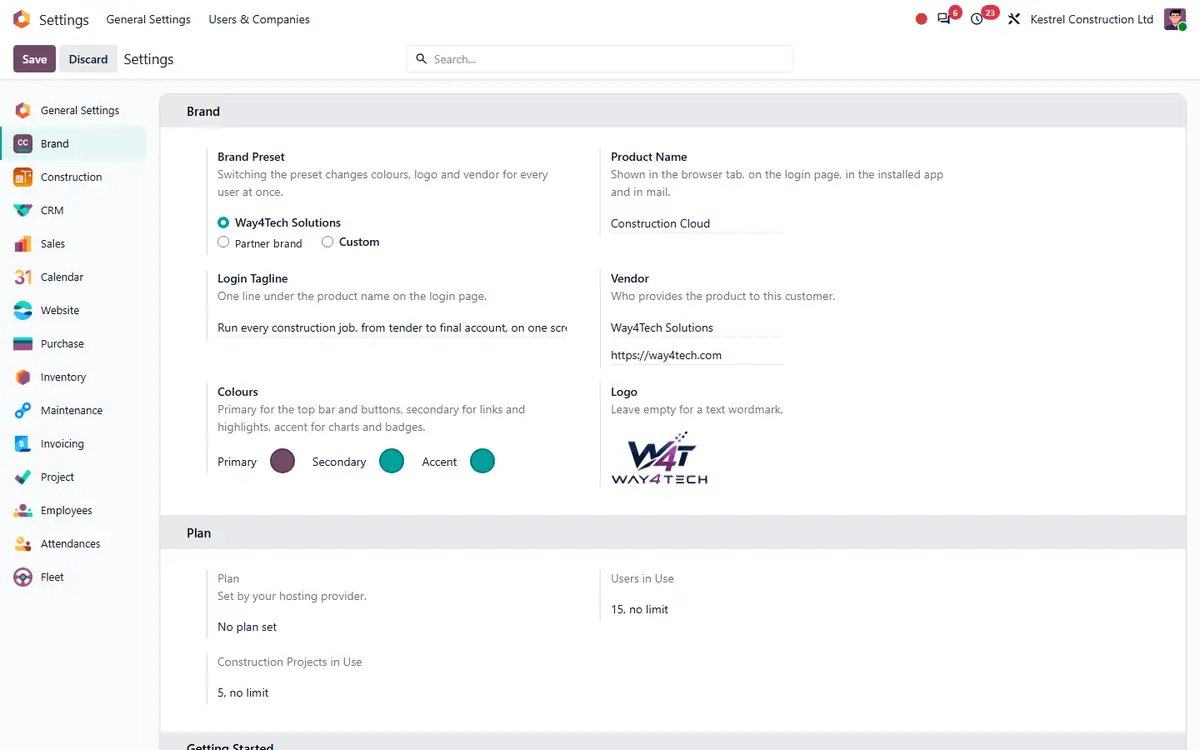 Settings
General Settings
Users & Companies
6
23
Kestrel Construction Ltd
Save
Discard
Settings
Search...
General Settings
CC
Brand
Construction
CRM
Sales
31
Calendar
Website
Purchase
Inventory
Maintenance
$
Invoicing
Project
Employees
Attendances
Fleet
Brand
Brand Preset
Switching the preset changes colours, logo and vendor for every
user at once.
Way4Tech Solutions
Partner brand
Custom
Product Name
Shown in the browser tab, on the login page, in the installed app
and in mail.
Construction Cloud
Login Tagline
One line under the product name on the login page.
Run every construction job, from tender to final account, on one scre
Vendor
Who provides the product to this customer.
Way4Tech Solutions
https://way4tech.com
Colours
Primary for the top bar and buttons, secondary for links and
highlights, accent for charts and badges.
Primary
Secondary
Accent
Logo
Leave empty for a text wordmark.
W4T
WAY4TECH
Plan
Plan
Set by your hosting provider.
No plan set
Users in Use
15, no limit
Construction Projects in Use
5, no limit
Getting Started